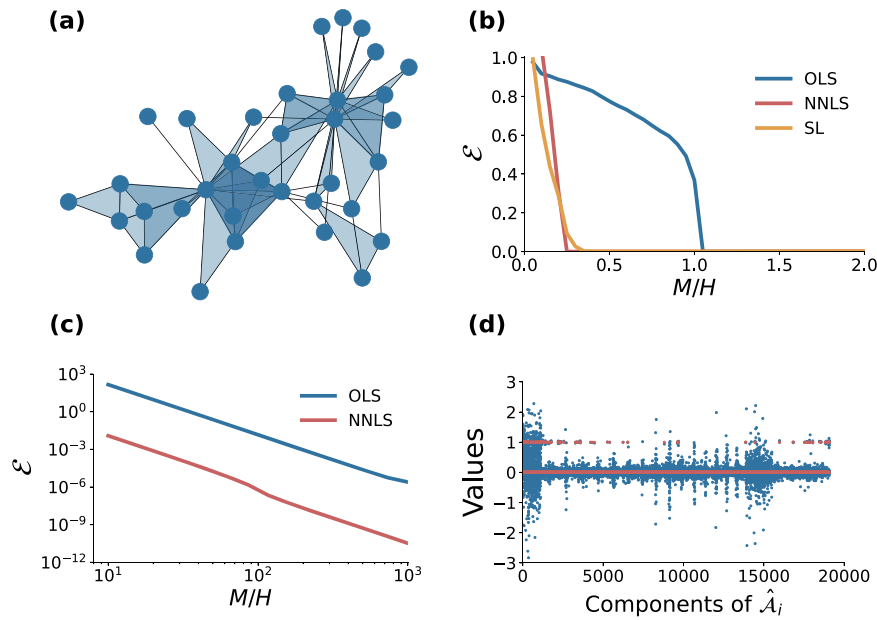 (a)
(b)
1.0
0.8
0.6
0.4
0.2
0.0
ℰ
OLS
NNLS
SL
0.0
0.5
1.0
1.5
2.0
M/H
(c)
10³
10⁰
10⁻³
10⁻⁶
10⁻⁹
10⁻¹²
ℰ
OLS
NNLS
10¹
10²
10³
M/H
(d)
3
2
1
0
−1
−2
−3
Values
0
5000
10000
15000
20000
Components of 𝒜̂ᵢ